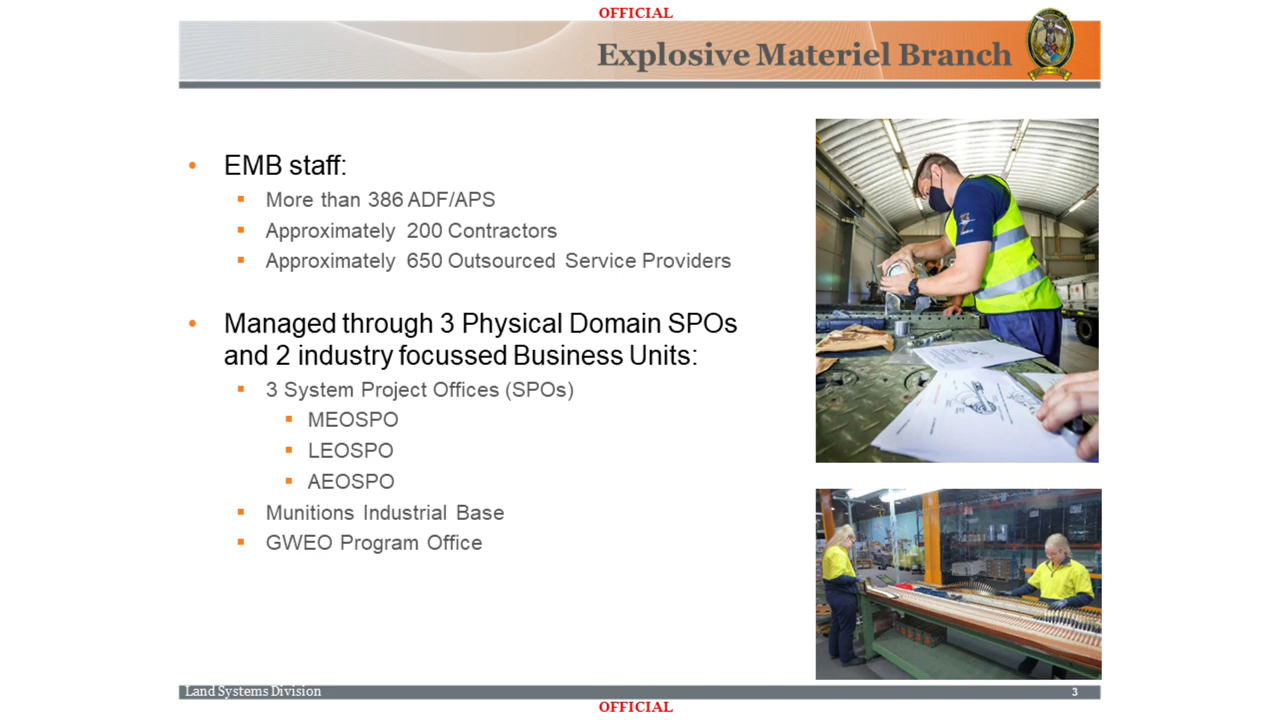 OFFICIAL
Explosive Materiel Branch
EMB staff:
More than 386 ADF/APS
Approximately 200 Contractors
Approximately 650 Outsourced Service Providers
Managed through 3 Physical Domain SPOs
and 2 industry focussed Business Units:
3 System Project Offices (SPOs)
MEOSPO
LEOSPO
AEOSPO
Munitions Industrial Base
GWEO Program Office
Land Systems Division
3
OFFICIAL